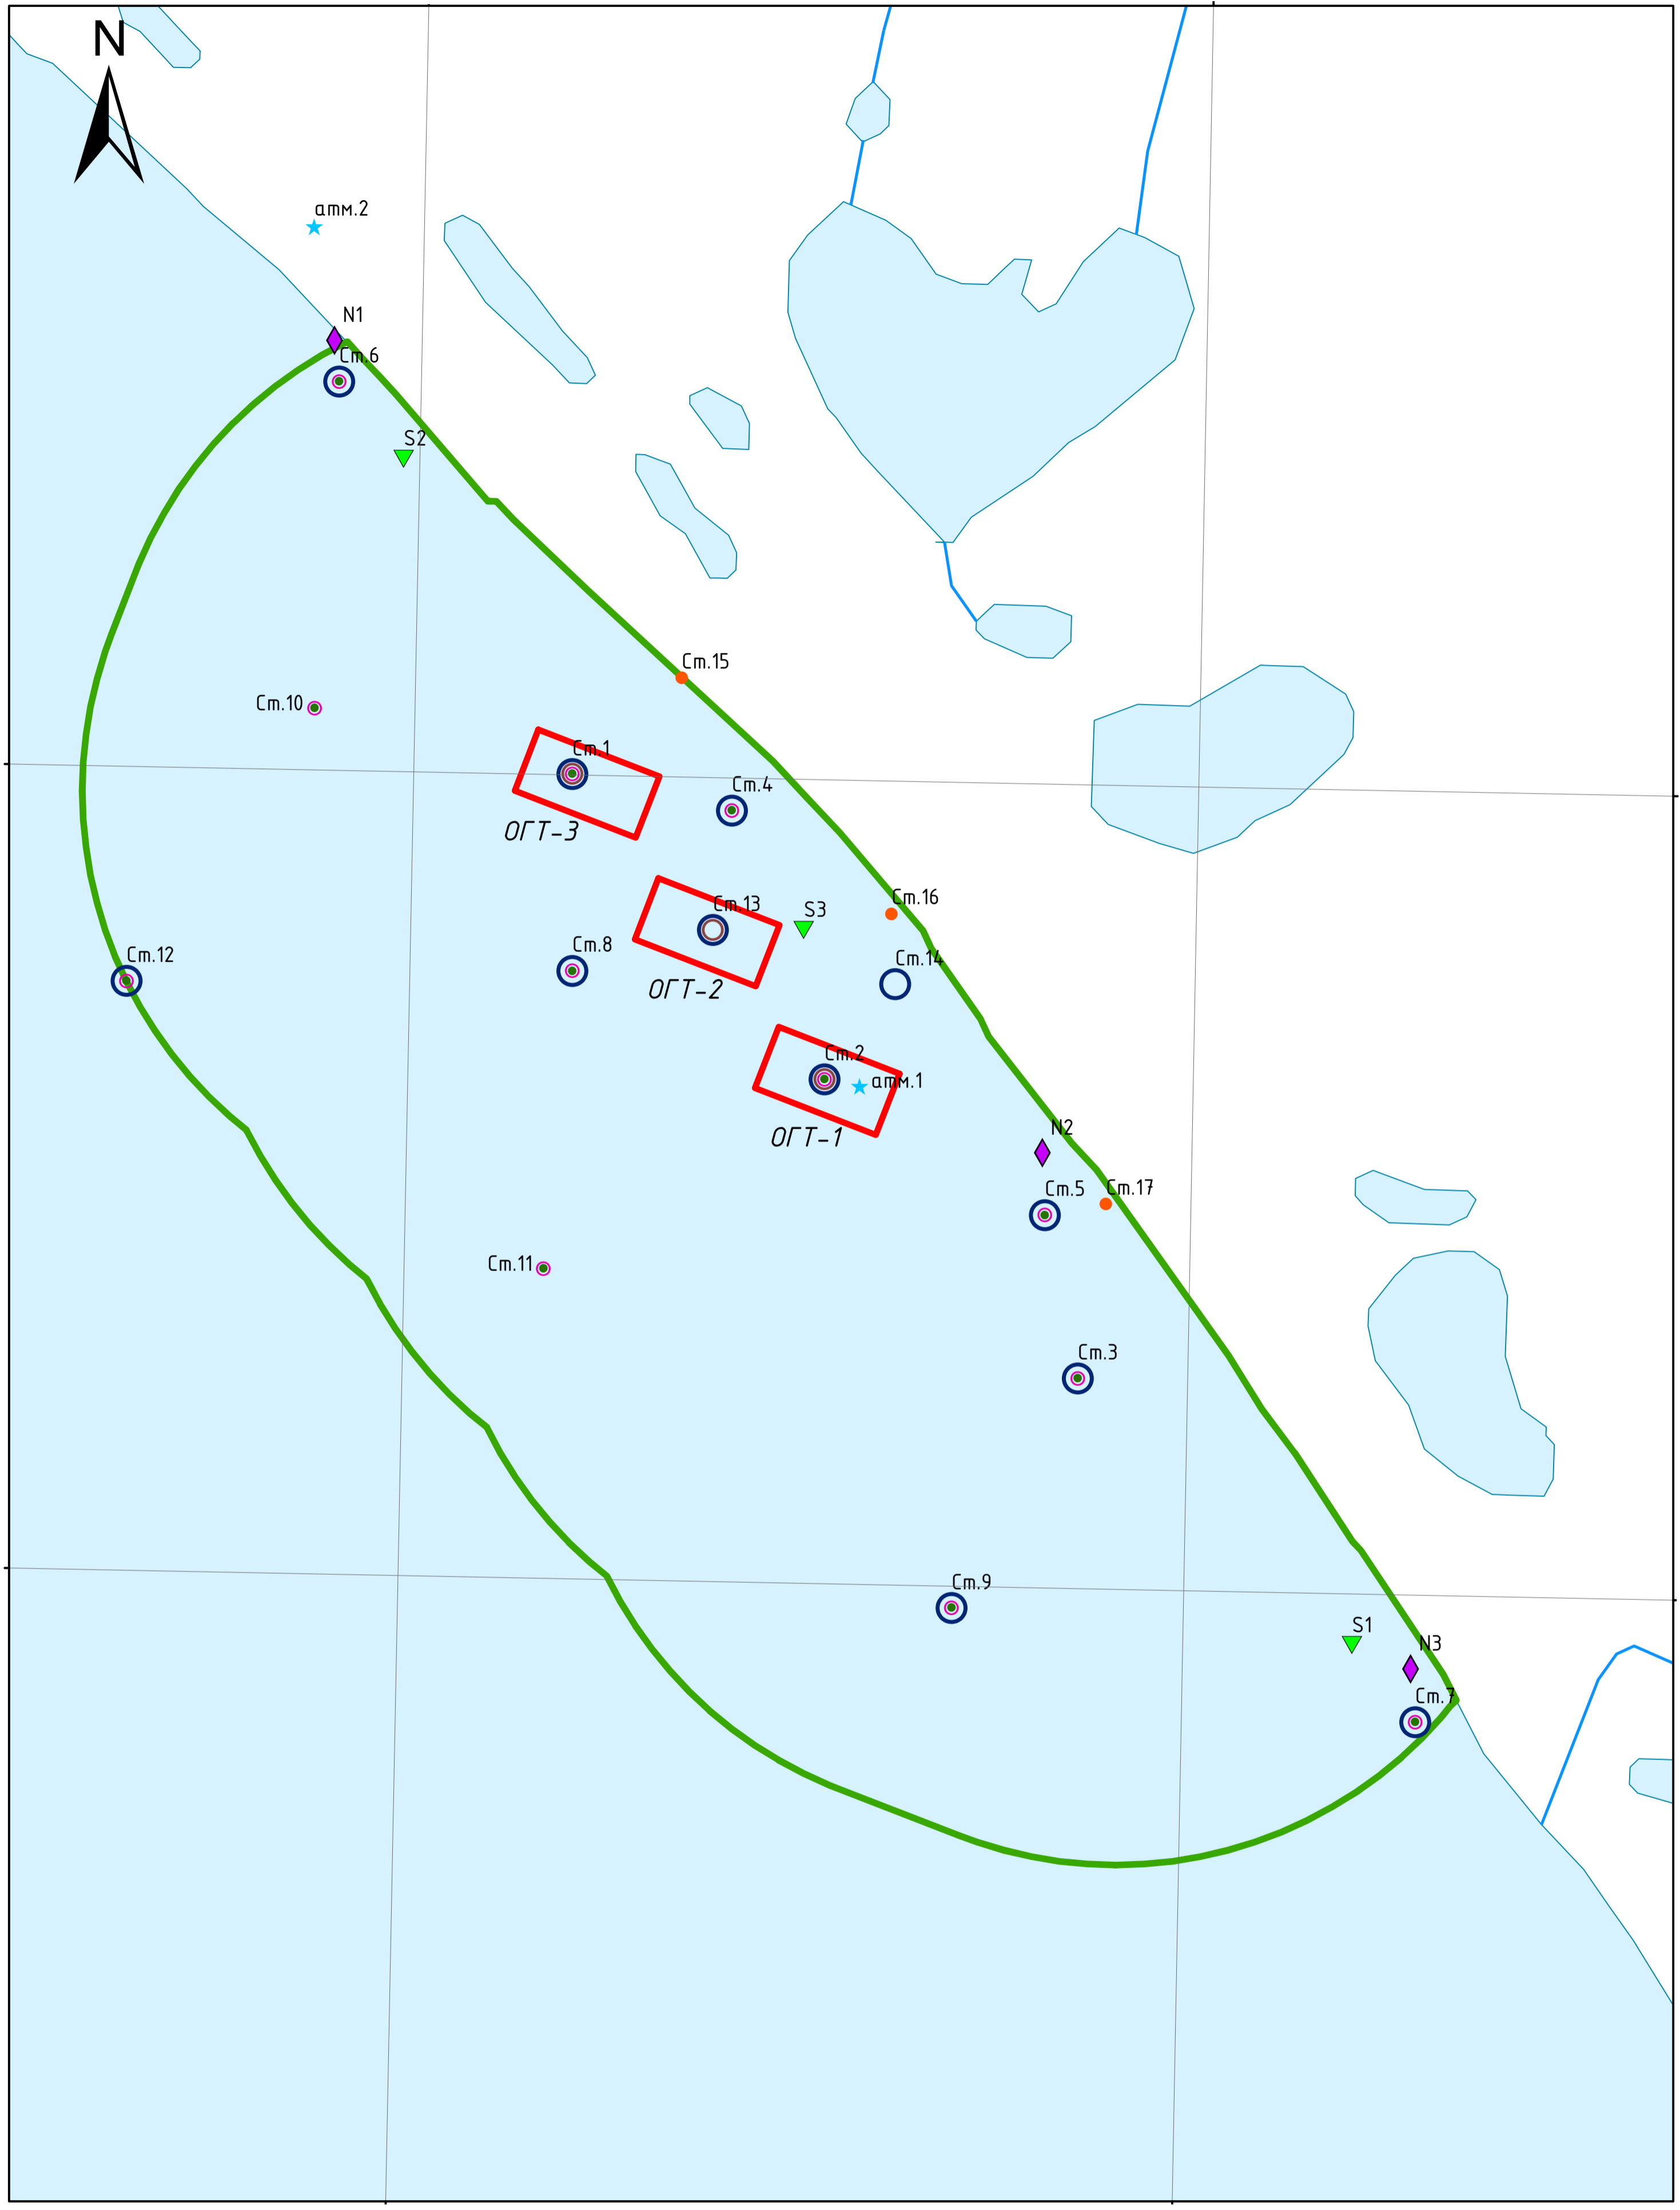 N
атм.2
N1
Ст.6
S2
Ст.15
Ст.10
Ст.1
Ст.4
ОГТ-3
Ст.16
Ст.13
S3
Ст.8
Ст.12
Ст.14
ОГТ-2
Ст.2
атм.1
N2
ОГТ-1
Ст.5
Ст.17
Ст.11
Ст.3
Ст.9
S1
N3
Ст.7